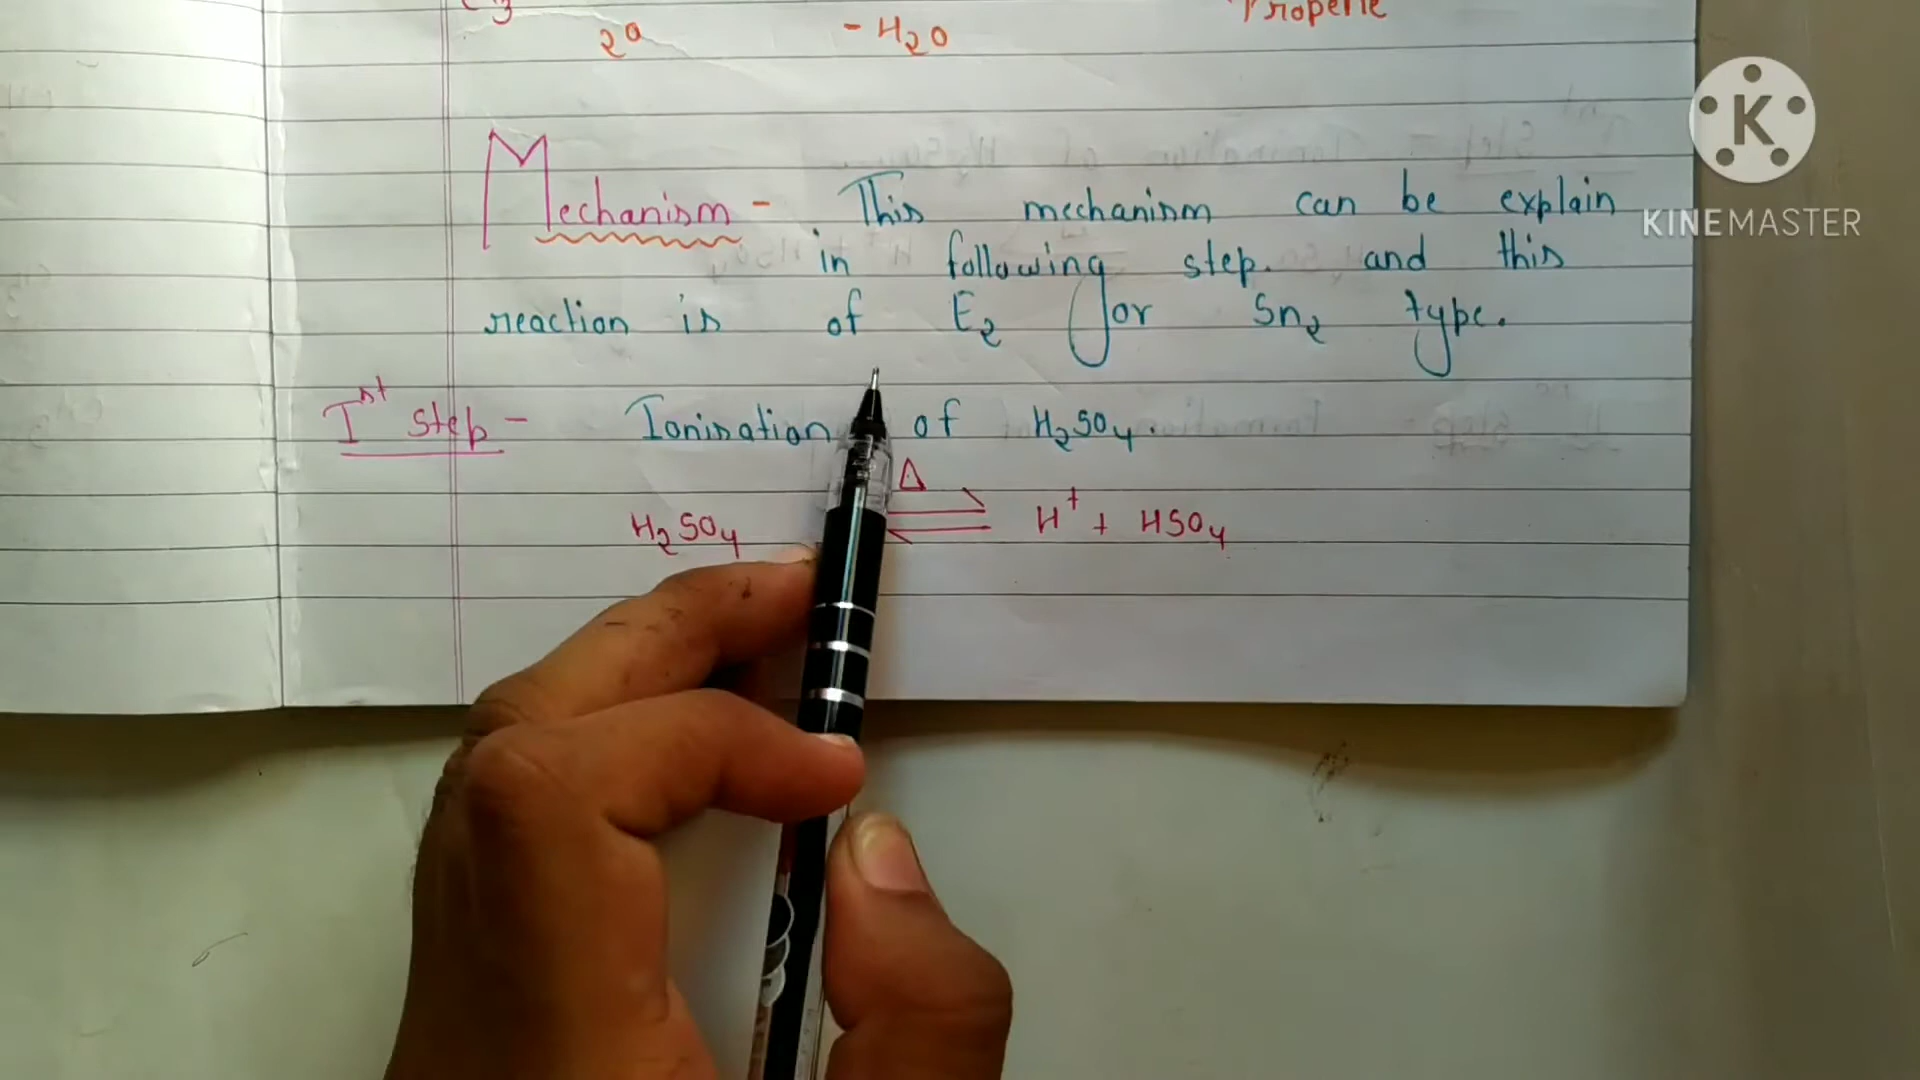 2°
- H2O
Propene
Mechanism - This mechanism can be explain
in following step. and this
reaction is of E2 or Sn2 type.
Ist step - Ionisation of H2SO4.
Δ
H2SO4 ⇌ H+ + HSO4
K
KINEMASTER